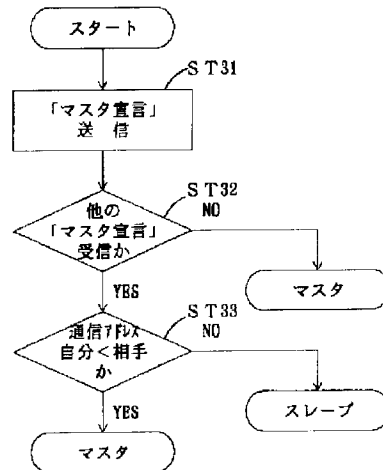 スタート
ST31
「マスタ宣言」
送 信
ST32
他の
「マスタ宣言」
受信か
NO
マスタ
YES
ST33
通信アドレス
自分<相手
か
NO
スレーブ
YES
マスタ